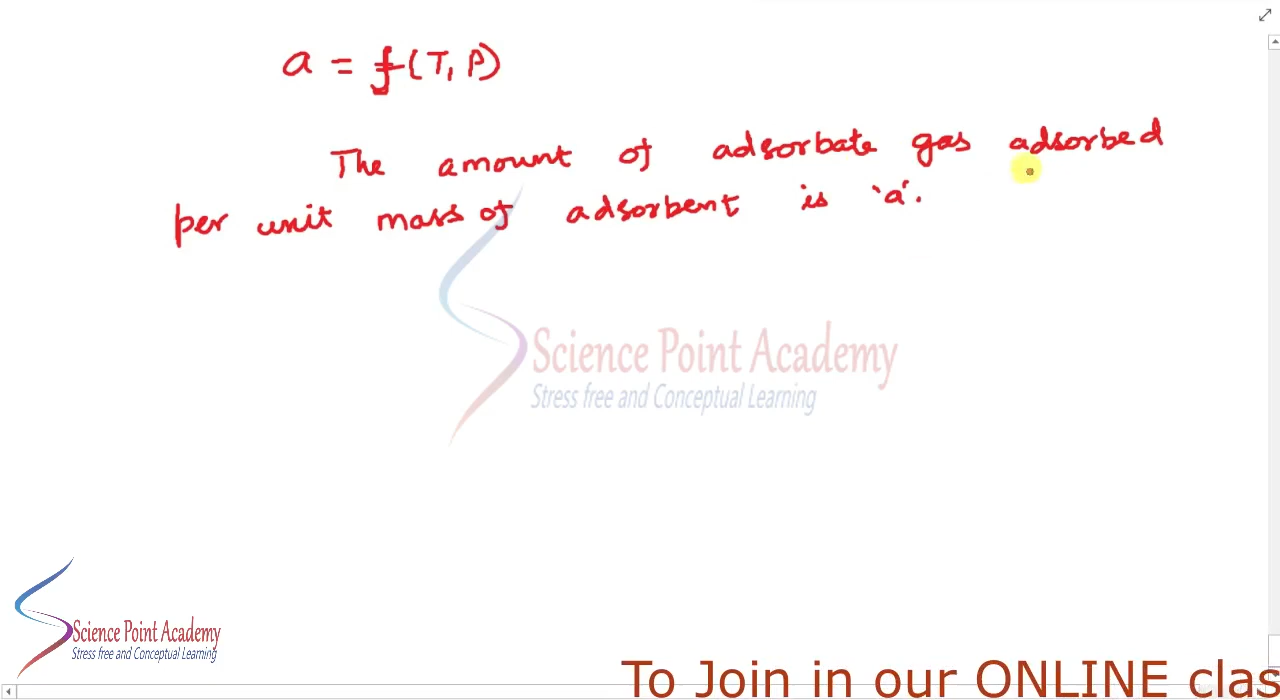 a = f(T, P)
The amount of adsorbate gas adsorbed
per unit mass of adsorbent is 'a'.
Science Point Academy
Stress free and Conceptual Learning
Science Point Academy
Stress free and Conceptual Learning
To Join in our ONLINE clas